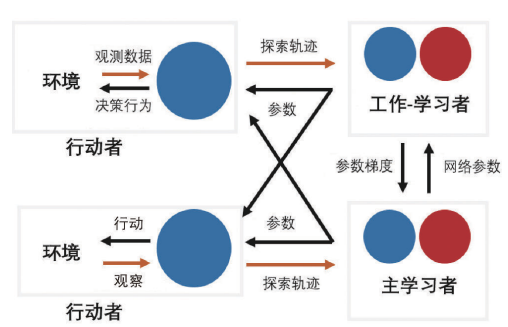 观测数据
环境
决策行为
行动者
探索轨迹
参数
工作-学习者
参数梯度
网络参数
行动
环境
观察
行动者
参数
探索轨迹
主学习者